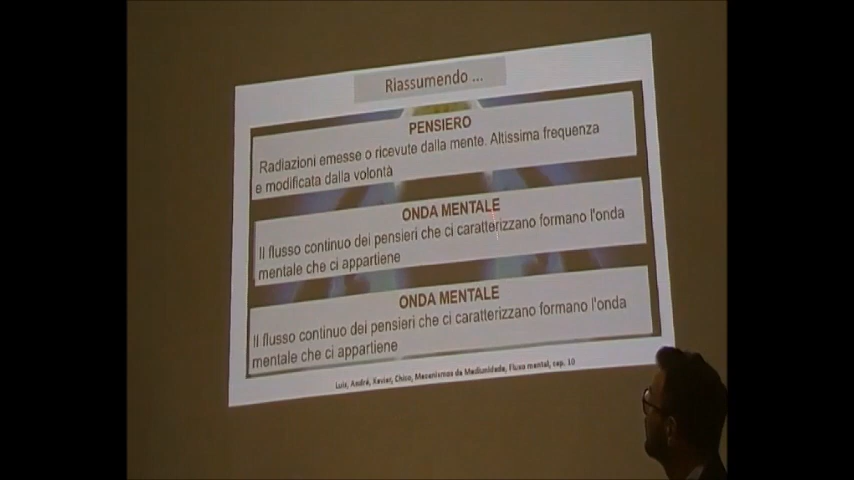 Riassumendo ...
PENSIERO
Radiazioni emesse o ricevute dalla mente. Altissima frequenza
e modificata dalla volontà
ONDA MENTALE
Il flusso continuo dei pensieri che ci caratterizzano formano l'onda
mentale che ci appartiene
ONDA MENTALE
Il flusso continuo dei pensieri che ci caratterizzano formano l'onda
mentale che ci appartiene
Luis, André, Xavier, Chico, Mecanismos da Mediunidade, Fluxo mental, cap. 10